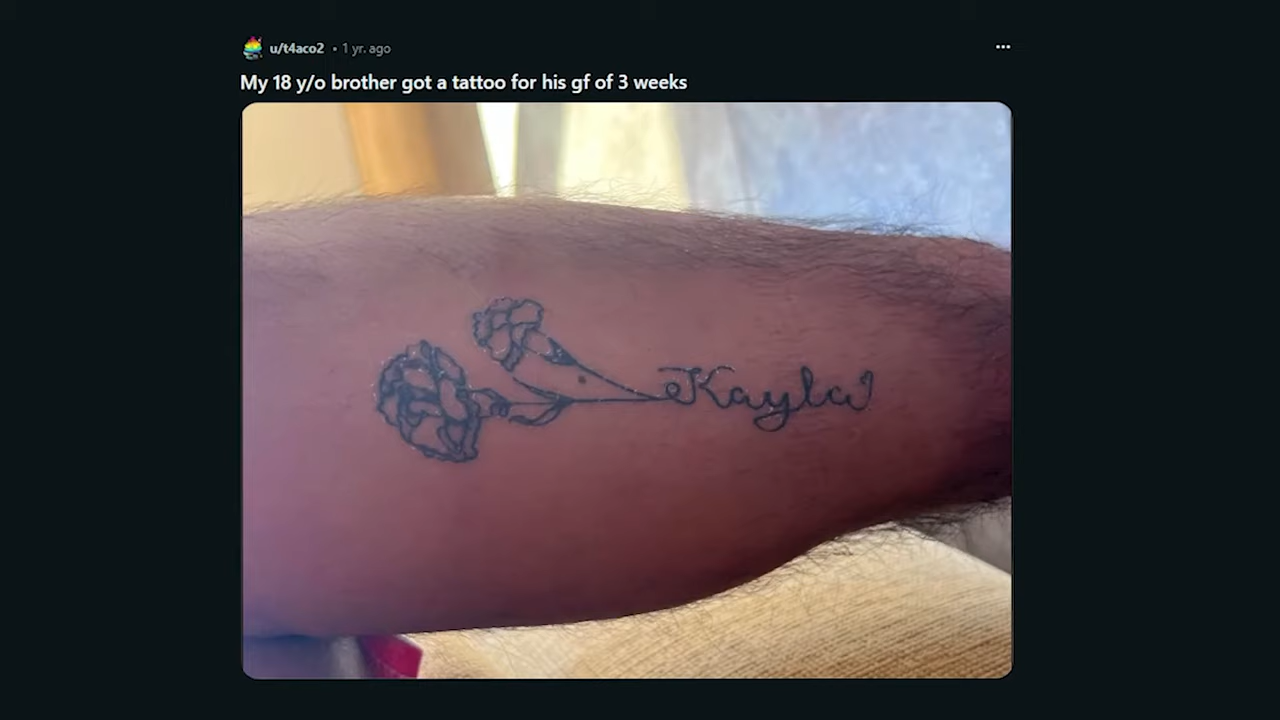 u/t4aco2 • 1 yr. ago
My 18 y/o brother got a tattoo for his gf of 3 weeks
Kayla